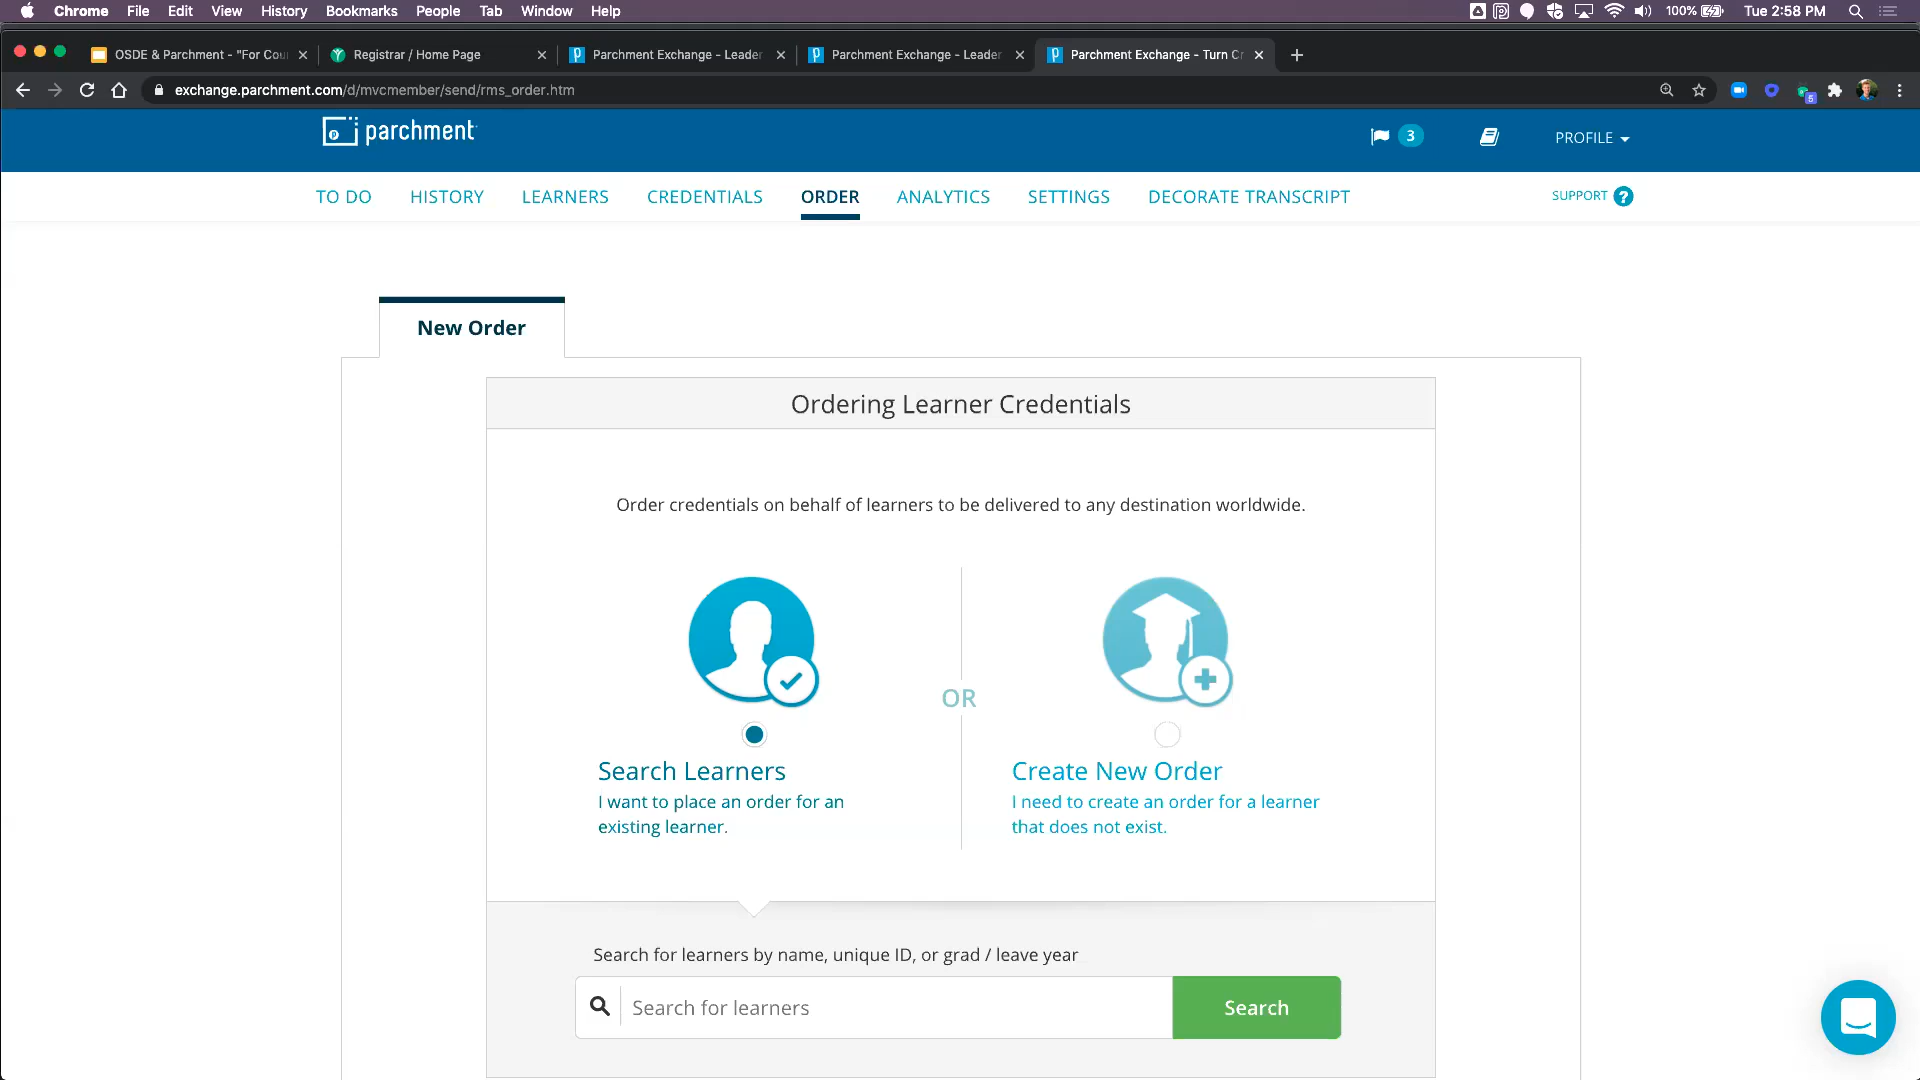 Chrome File Edit View History Bookmarks People Tab Window Help 100% Tue 2:58 PM
OSDE & Parchment - "For Cou Registrar / Home Page Parchment Exchange - Leader Parchment Exchange - Leader Parchment Exchange - Turn Cr
exchange.parchment.com/d/mvcmember/send/rms_order.htm 5
parchment 3 PROFILE
TO DO HISTORY LEARNERS CREDENTIALS ORDER ANALYTICS SETTINGS DECORATE TRANSCRIPT SUPPORT ?
New Order
Ordering Learner Credentials
Order credentials on behalf of learners to be delivered to any destination worldwide.
OR
Search Learners
I want to place an order for an
existing learner.
Create New Order
I need to create an order for a learner
that does not exist.
Search for learners by name, unique ID, or grad / leave year
Search for learners Search